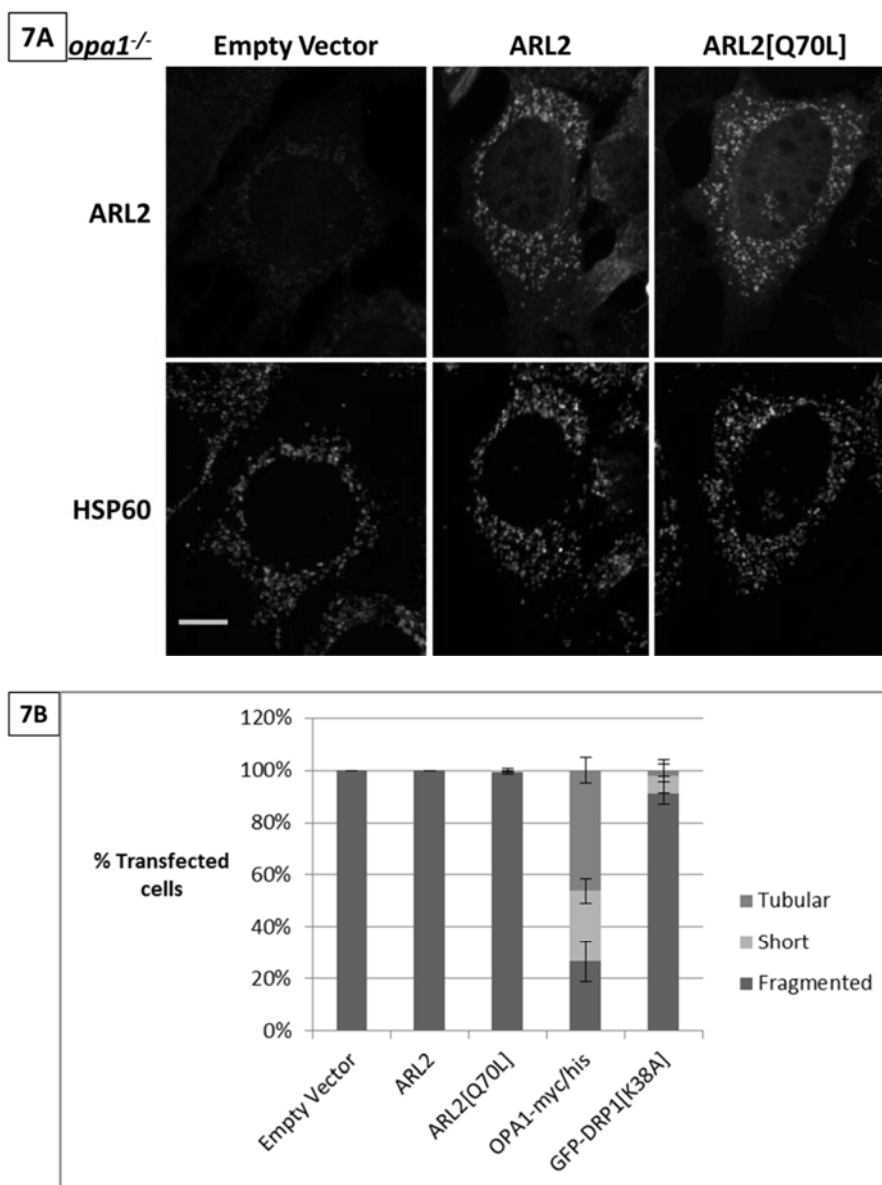 7A
opa1-/-
Empty Vector
ARL2
ARL2[Q70L]
ARL2
HSP60
7B
120%
100%
80%
60%
40%
20%
0%
% Transfected
cells
Tubular
Short
Fragmented
Empty Vector
ARL2
ARL2[Q70L]
OPA1-myc/his
GFP-DRP1[K38A]